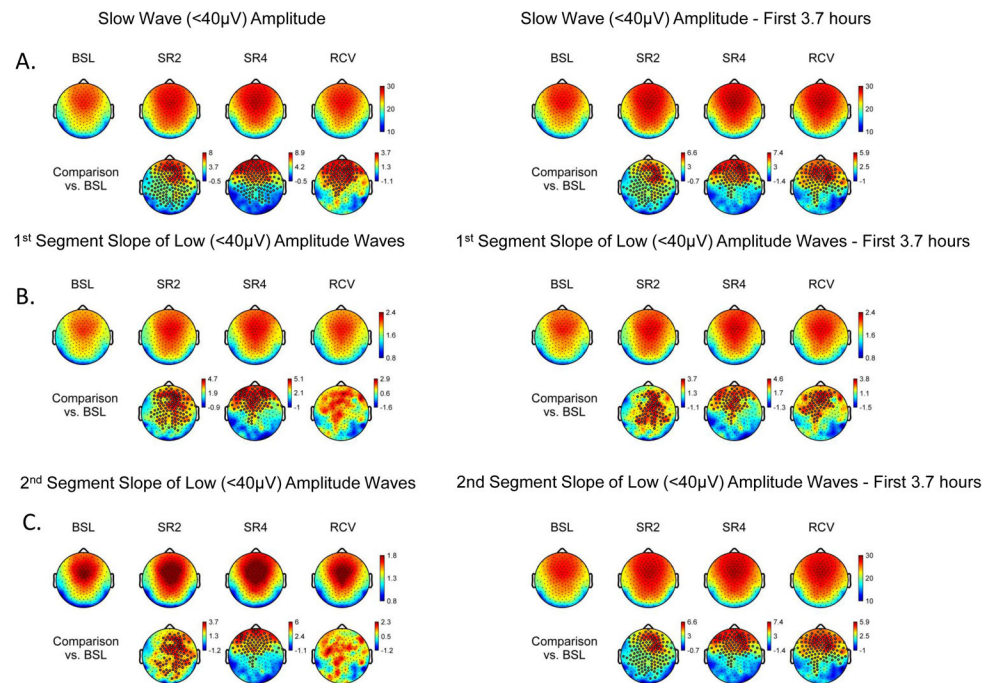 Slow Wave (<40µV) Amplitude
Slow Wave (<40µV) Amplitude - First 3.7 hours
A.
BSL SR2 SR4 RCV
30
20
10
BSL SR2 SR4 RCV
30
20
10
Comparison
vs. BSL
8
3.7
-0.5
8.9
4.2
-0.5
3.7
1.3
-1.1
Comparison
vs. BSL
6.6
3
-0.7
7.4
3
-1.4
5.9
2.5
-1
1st Segment Slope of Low (<40µV) Amplitude Waves
1st Segment Slope of Low (<40µV) Amplitude Waves - First 3.7 hours
B.
BSL SR2 SR4 RCV
2.4
1.6
0.8
BSL SR2 SR4 RCV
2.4
1.6
0.8
Comparison
vs. BSL
4.7
1.9
-0.9
5.1
2.1
-1
2.9
0.6
-1.6
Comparison
vs. BSL
3.7
1.3
-1.1
4.6
1.7
-1.3
3.8
1.1
-1.5
2nd Segment Slope of Low (<40µV) Amplitude Waves
2nd Segment Slope of Low (<40µV) Amplitude Waves - First 3.7 hours
C.
BSL SR2 SR4 RCV
1.8
1.3
0.8
BSL SR2 SR4 RCV
30
20
10
Comparison
vs. BSL
3.7
1.3
-1.2
6
2.4
-1.1
2.3
0.5
-1.2
Comparison
vs. BSL
6.6
3
-0.7
7.4
3
-1.4
5.9
2.5
-1